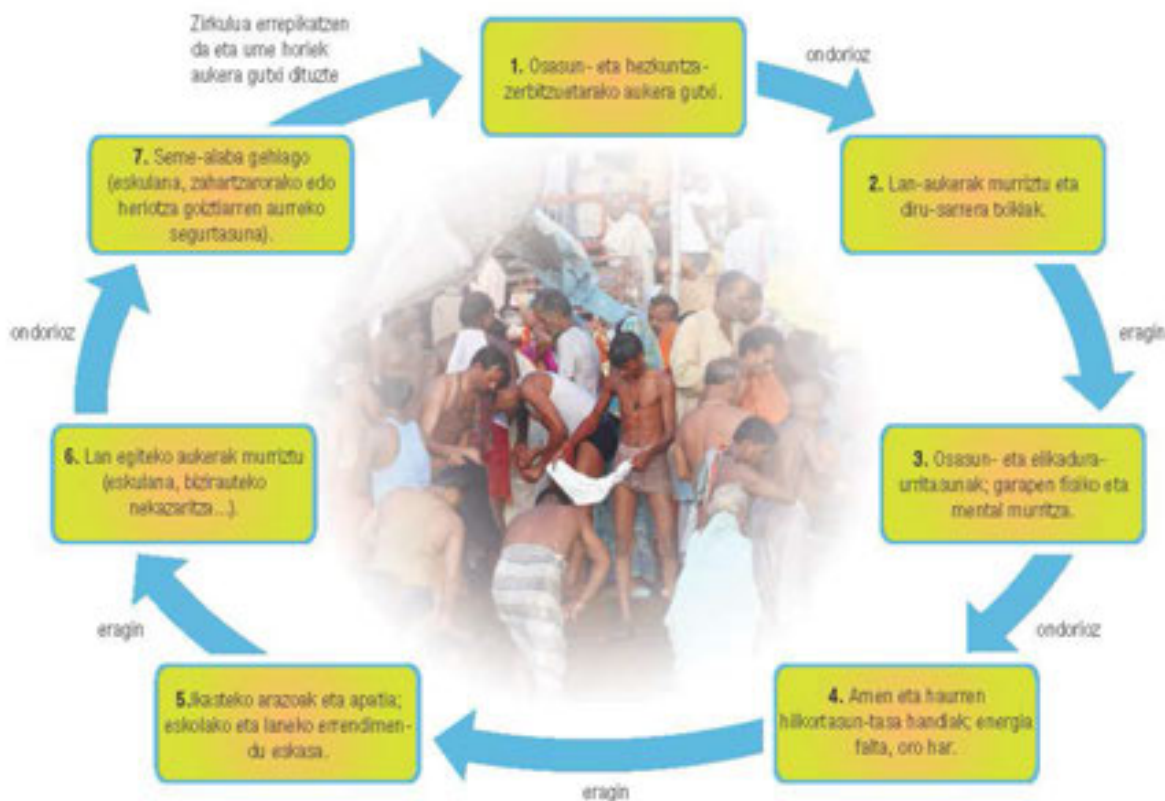 Zirkulua errepikatzen
da eta ume horiek
aukera gutxi dituzte
1. Osasun- eta hezkuntza-
zerbitzuetarako aukera gutxi.
ondorioz
2. Lan-aukerak murriztu eta
diru-sarrera txikiak.
eragin
3. Osasun- eta elikadura-
urritasunak; garapen fisiko eta
mental murritza.
ondorioz
4. Amen eta haurren
hilkortasun-tasa handiak; energia
falta, oro har.
eragin
5.Ikasteko arazoak eta apatia;
eskolako eta laneko errendimen-
du eskasa.
eragin
6. Lan egiteko aukerak murriztu
(eskulana, bizirauteko
nekazaritza...).
ondorioz
7. Seme-alaba gehiago
(eskulana, zahartzarorako edo
heriotza goiztiarren aurreko
segurtasuna).